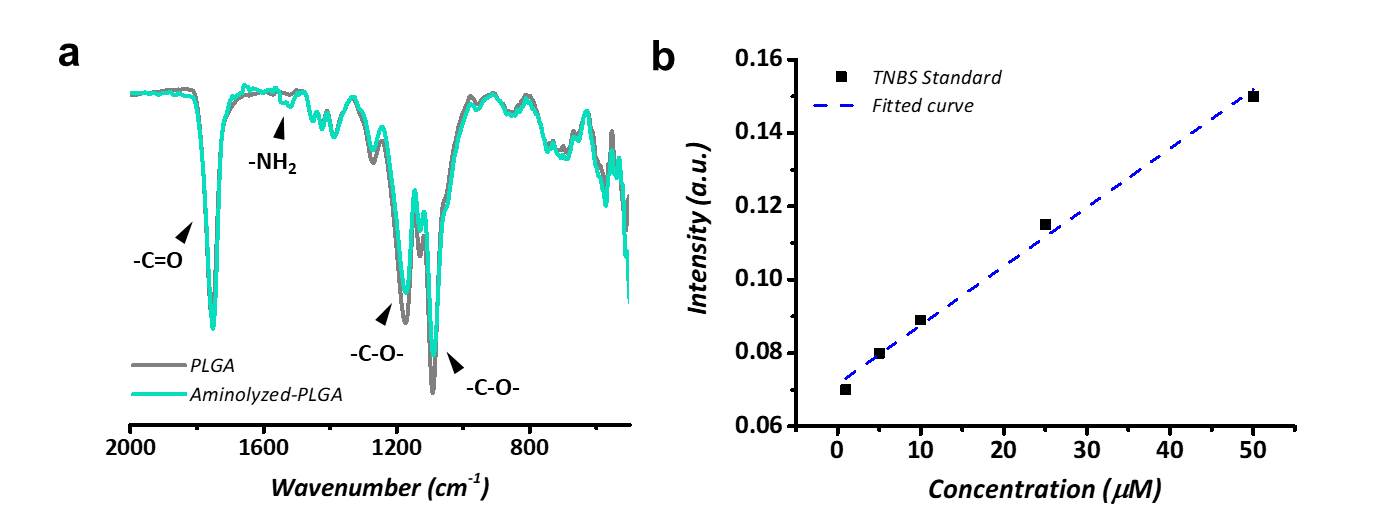 a
-NH2
-C=O
-C-O-
-C-O-
PLGA
Aminolyzed-PLGA
2000 1600 1200 800
Wavenumber (cm-1)
b
0.16
0.14
0.12
0.10
0.08
0.06
Intensity (a.u.)
TNBS Standard
Fitted curve
0 10 20 30 40 50
Concentration (μM)